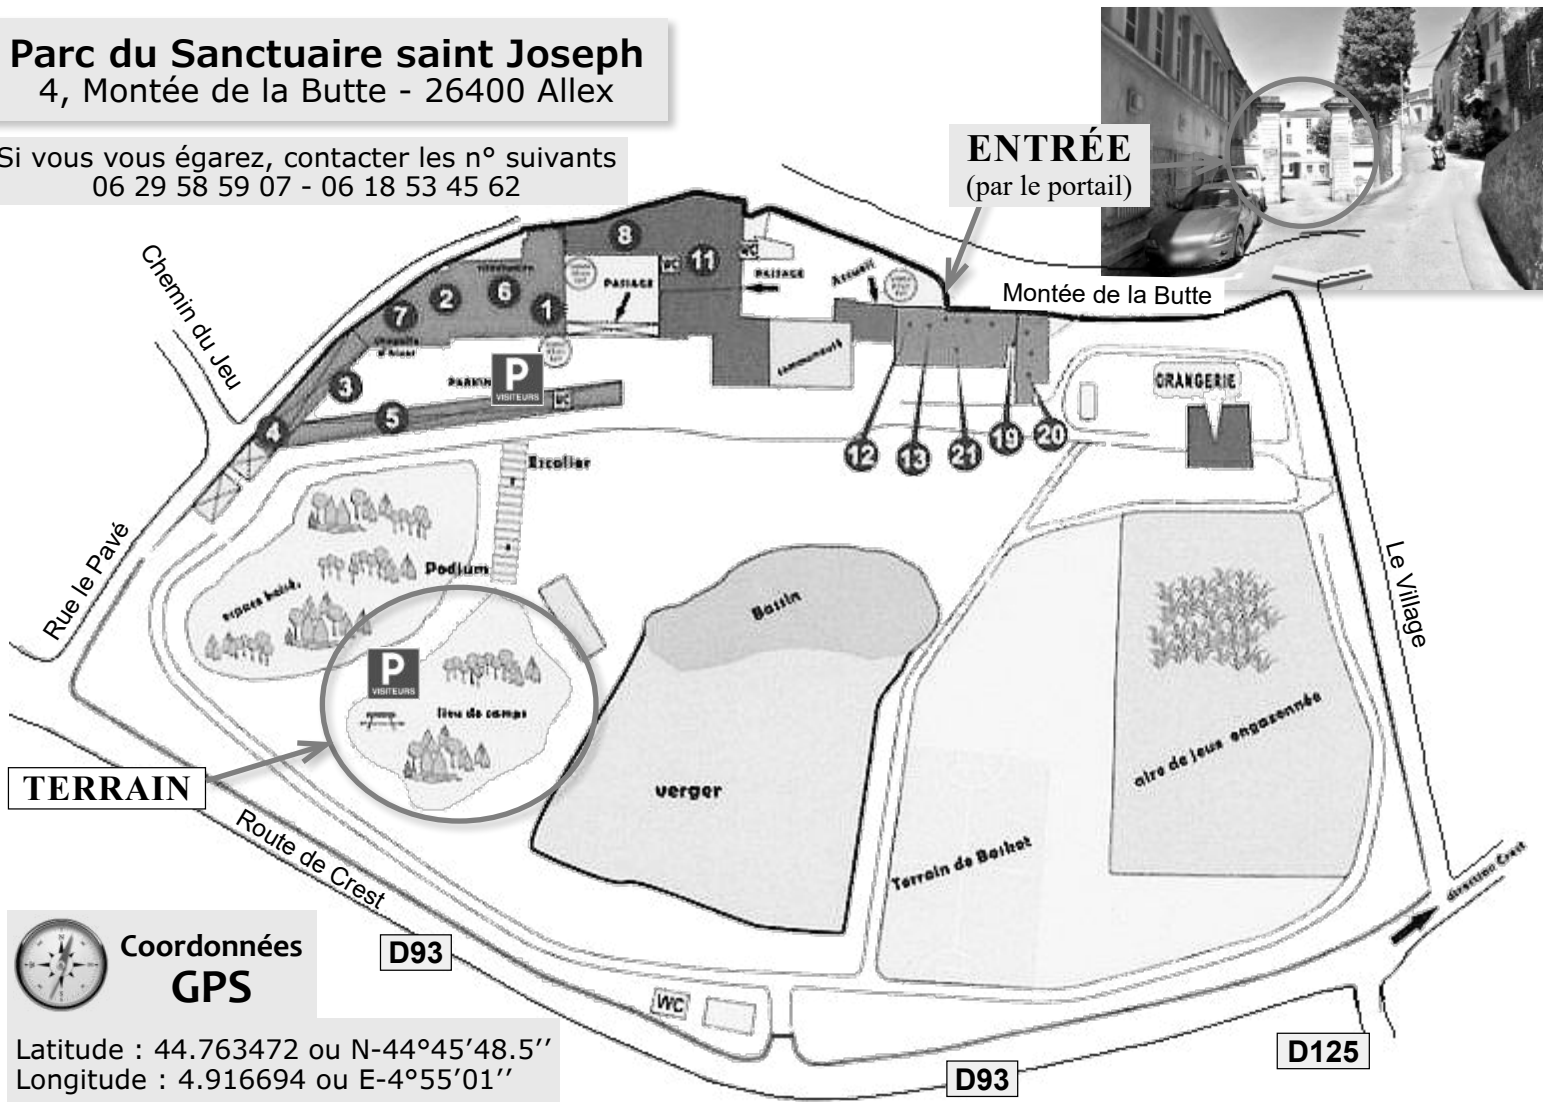 Parc du Sanctuaire saint Joseph
4, Montée de la Butte - 26400 Allex
Si vous vous égarez, contacter les n° suivants
06 29 58 59 07 - 06 18 53 45 62
ENTRÉE
(par le portail)
Montée de la Butte
Chemin du Jeu
8
11
WC
WC
PASSAGE
PASSAGE
Accueil
2
6
1
7
3
4
5
PARKIN
P
VISITEURS
WC
communauté
ORANGERIE
12
13
21
19
20
Escalier
Rue le Pavé
espace boisé
Podium
P
VISITEURS
lieu de camps
Bassin
verger
Le Village
aire de jeux engazonnée
Terrain de Basket
TERRAIN
Route de Crest
direction Crest
D93
Coordonnées
GPS
WC
Latitude : 44.763472 ou N-44°45’48.5’’
Longitude : 4.916694 ou E-4°55’01’’
D93
D125